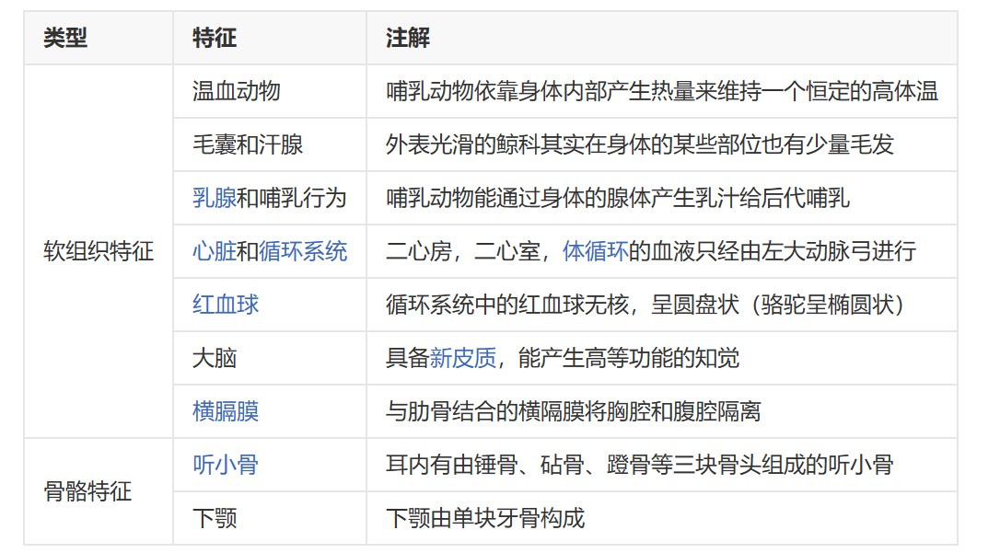 类型 特征 注解
温血动物 哺乳动物依靠身体内部产生热量来维持一个恒定的高体温
毛囊和汗腺 外表光滑的鲸科其实在身体的某些部位也有少量毛发
乳腺和哺乳行为 哺乳动物能通过身体的腺体产生乳汁给后代哺乳
软组织特征 心脏和循环系统 二心房，二心室，体循环的血液只经由左大动脉弓进行
红血球 循环系统中的红血球无核，呈圆盘状（骆驼呈椭圆状）
大脑 具备新皮质，能产生高等功能的知觉
横膈膜 与肋骨结合的横隔膜将胸腔和腹腔隔离
听小骨 耳内有由锤骨、砧骨、蹬骨等三块骨头组成的听小骨
骨骼特征
下颚 下颚由单块牙骨构成